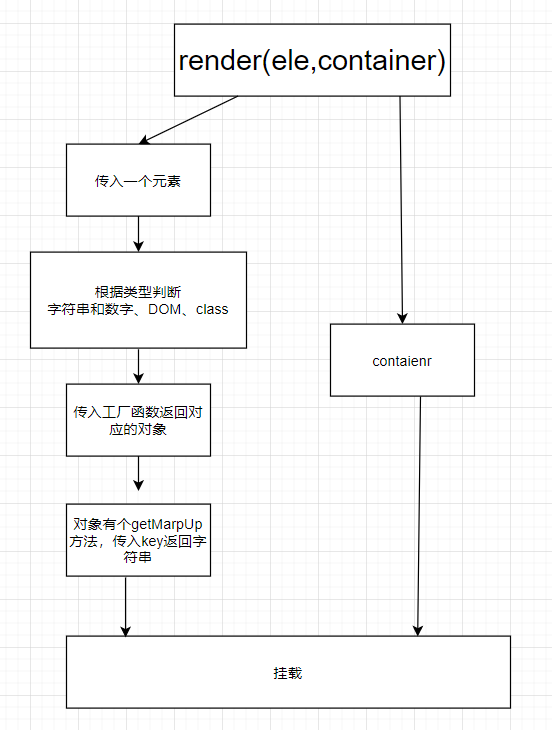 render(ele,container)
传入一个元素
根据类型判断
字符串和数字、DOM、class
contaienr
传入工厂函数返回对
应的对象
对象有个getMarpUp
方法，传入key返回字
符串
挂载